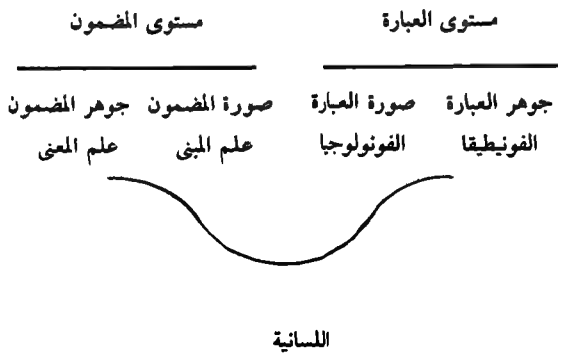 مستوى العبارة
مستوى المضمون
جوهر العبارة
صورة العبارة
صورة المضمون
جوهر المضمون
الفونيطيقا
الفونولوجيا
علم المبنى
علم المعنى
اللسانية